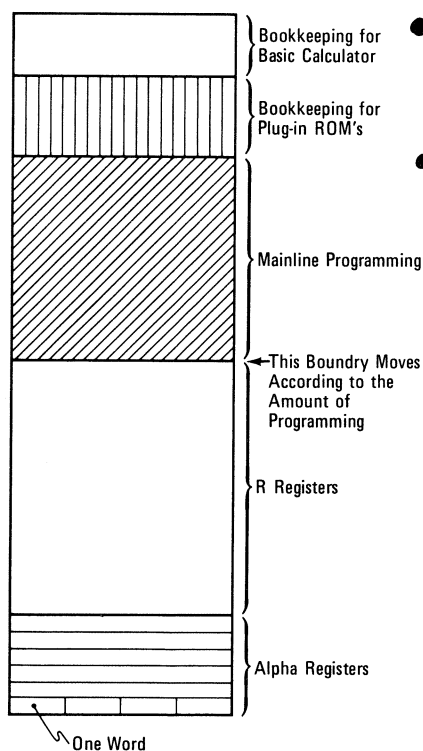 Bookkeeping for
Basic Calculator
Bookkeeping for
Plug-in ROM's
Mainline Programming
This Boundry Moves
According to the
Amount of
Programming
R Registers
Alpha Registers
One Word